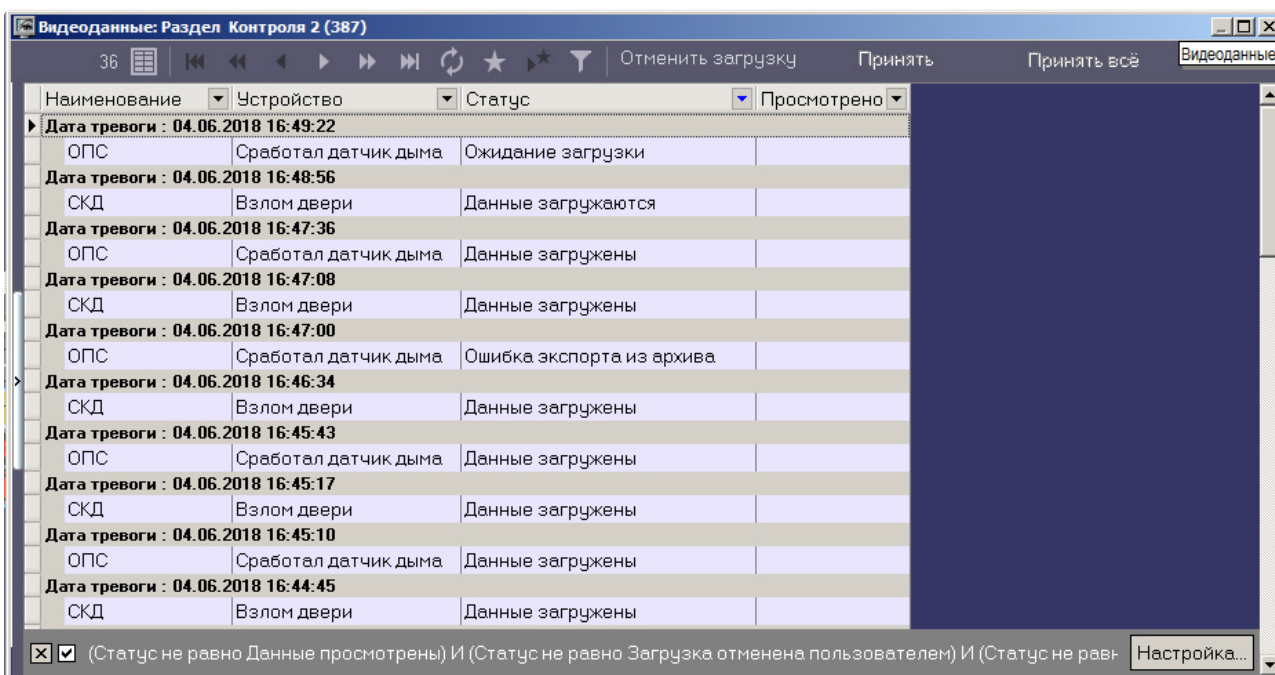 Видеоданные: Раздел Контроля 2 (387)
36 Отменить загрузку Принять Принять всё Видеоданные
Наименование Устройство Статус Просмотрено
Дата тревоги : 04.06.2018 16:49:22
ОПС Сработал датчик дыма Ожидание загрузки
Дата тревоги : 04.06.2018 16:48:56
СКД Взлом двери Данные загружаются
Дата тревоги : 04.06.2018 16:47:36
ОПС Сработал датчик дыма Данные загружены
Дата тревоги : 04.06.2018 16:47:08
СКД Взлом двери Данные загружены
Дата тревоги : 04.06.2018 16:47:00
ОПС Сработал датчик дыма Ошибка экспорта из архива
Дата тревоги : 04.06.2018 16:46:34
СКД Взлом двери Данные загружены
Дата тревоги : 04.06.2018 16:45:43
ОПС Сработал датчик дыма Данные загружены
Дата тревоги : 04.06.2018 16:45:17
СКД Взлом двери Данные загружены
Дата тревоги : 04.06.2018 16:45:10
ОПС Сработал датчик дыма Данные загружены
Дата тревоги : 04.06.2018 16:44:45
СКД Взлом двери Данные загружены
(Статус не равно Данные просмотрены) И (Статус не равно Загрузка отменена пользователем) И (Статус не равн Настройка...